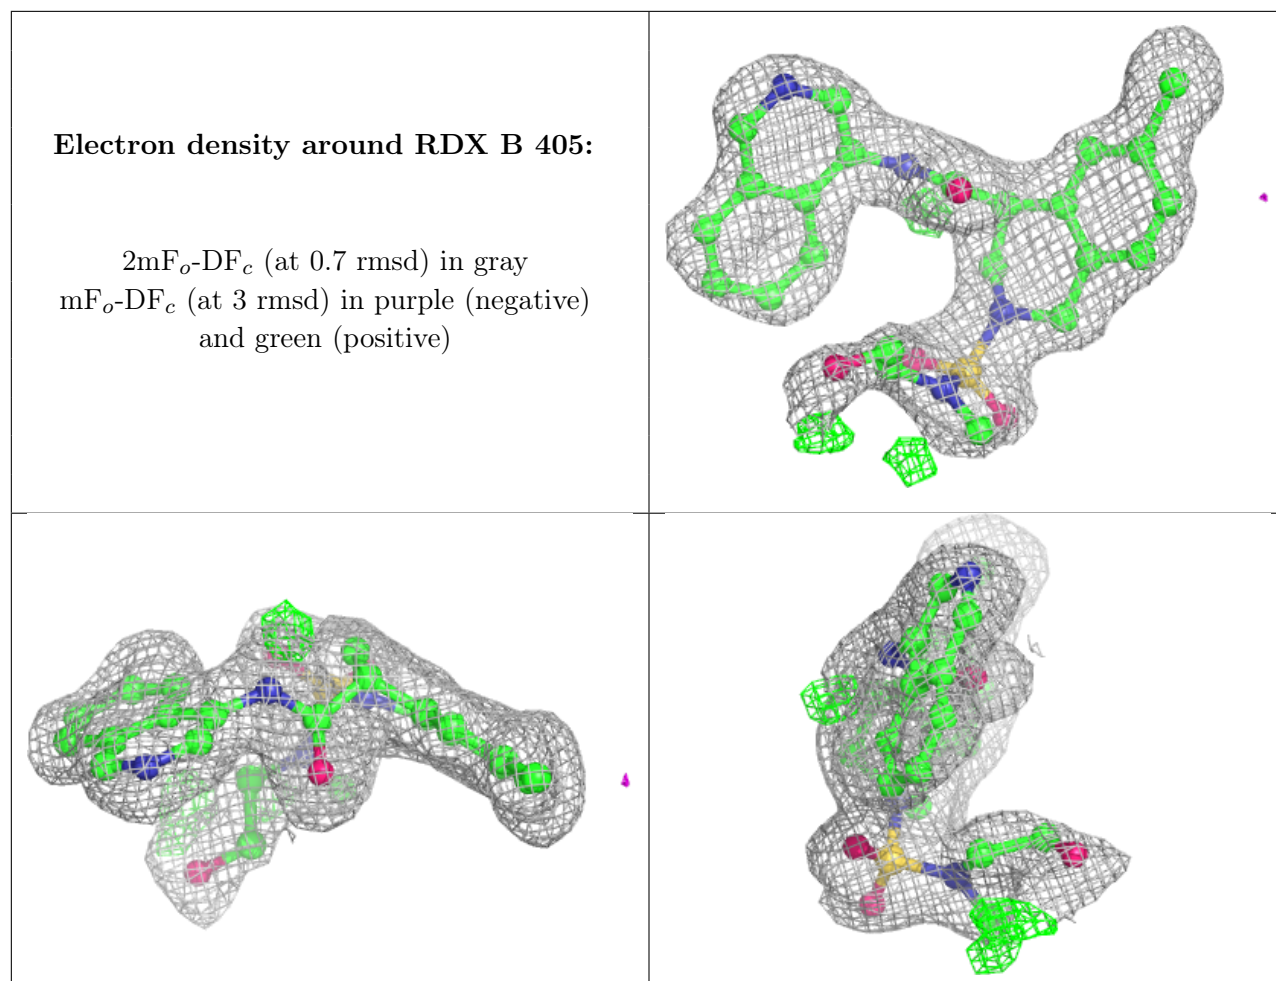 Electron density around RDX B 405:
2mFo-DFc (at 0.7 rmsd) in gray
mFo-DFc (at 3 rmsd) in purple (negative)
and green (positive)